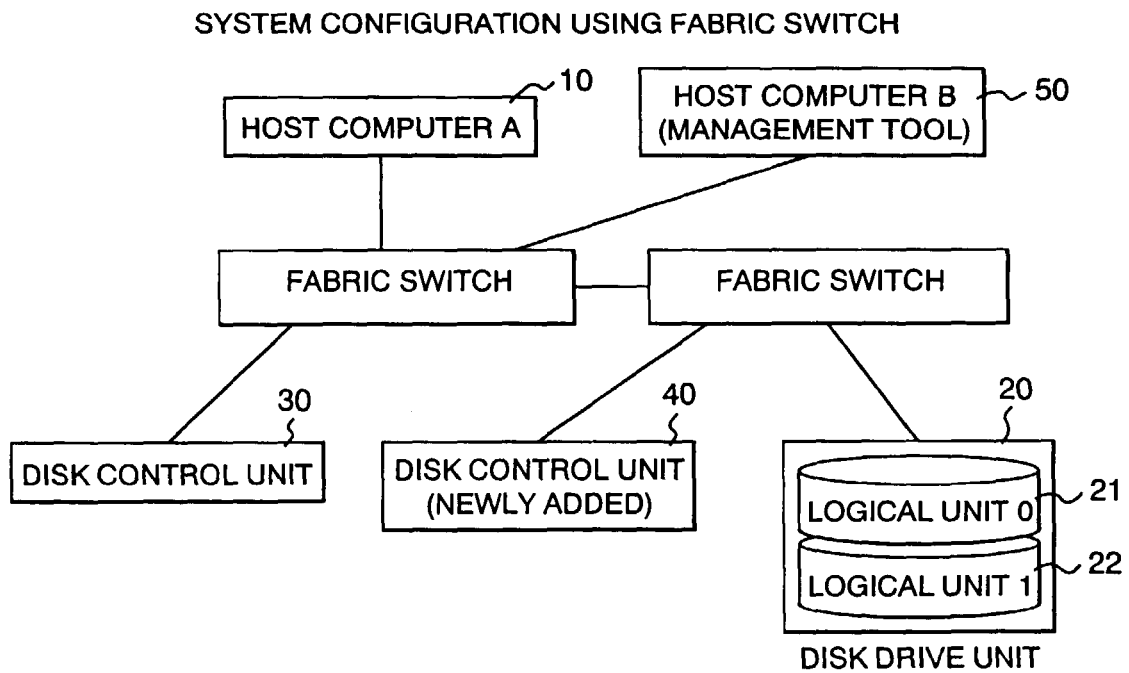 SYSTEM CONFIGURATION USING FABRIC SWITCH
10
HOST COMPUTER A
HOST COMPUTER B
(MANAGEMENT TOOL)
50
FABRIC SWITCH
FABRIC SWITCH
30
DISK CONTROL UNIT
40
DISK CONTROL UNIT
(NEWLY ADDED)
20
LOGICAL UNIT 0
21
LOGICAL UNIT 1
22
DISK DRIVE UNIT